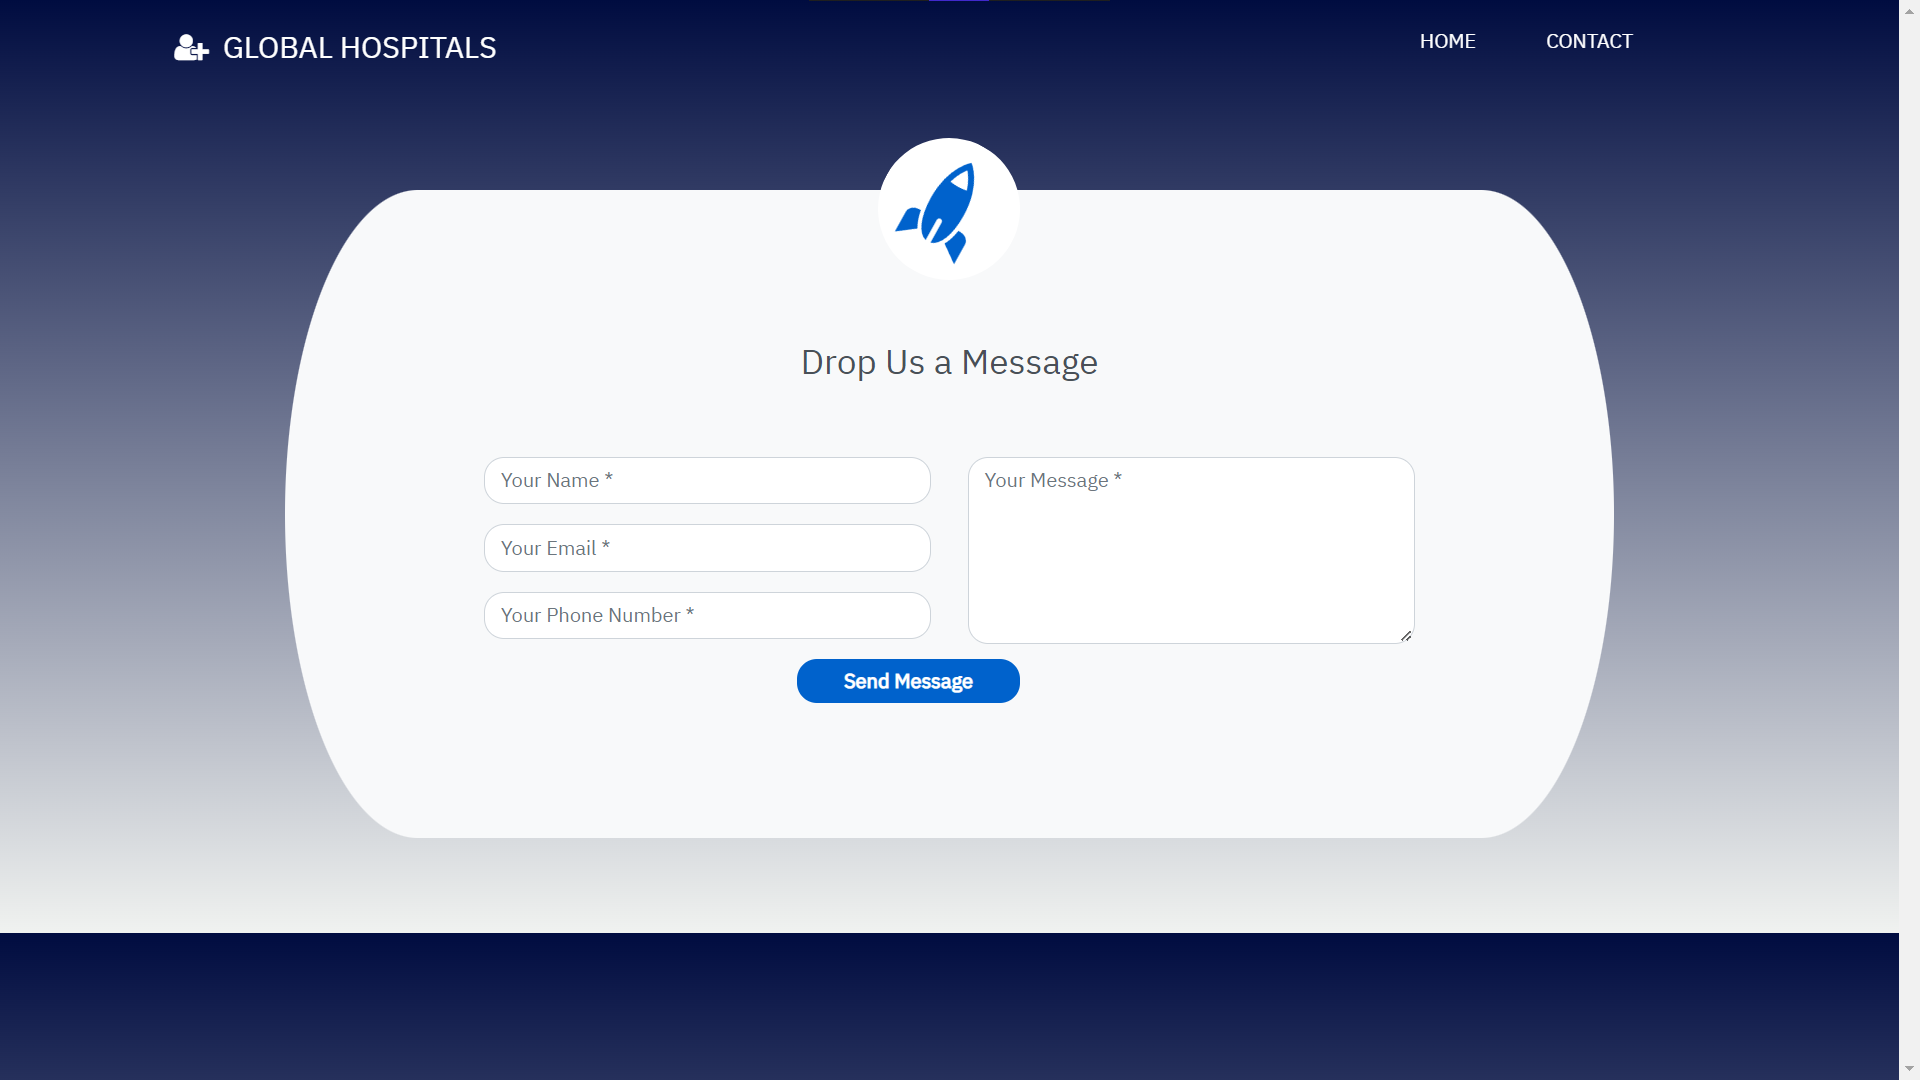 GLOBAL HOSPITALS
HOME
CONTACT
Drop Us a Message
Your Name *
Your Message *
Your Email *
Your Phone Number *
Send Message